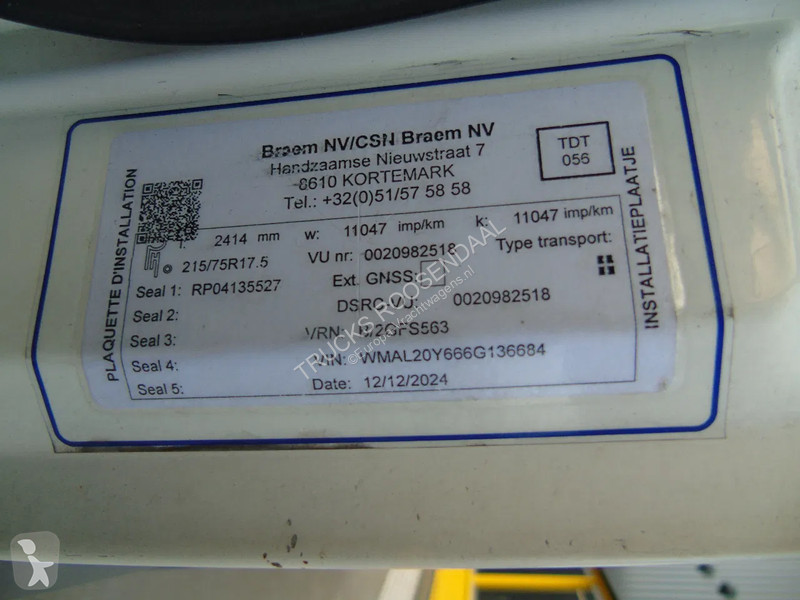 Braem NV/CSN Braem NV
Handzaamse Nieuwstraat 7
8610 KORTEMARK
Tel.: +32(0)51/57 58 58
TDT
056
PLAQUETTE D'INSTALLATION
INSTALLATIEPLAATJE
2414 mm w: 11047 imp/km k: 11047 imp/km
215/75R17.5 VU nr: 0020982518 Type transport:
Seal 1: RP04135527 Ext. GNSS:
Seal 2: DSRC-VU: 0020982518
Seal 3: VRN:
Seal 4: VIN: WMAL20Y666G136684
Seal 5: Date: 12/12/2024
TRUCKS ROOSENDAAL